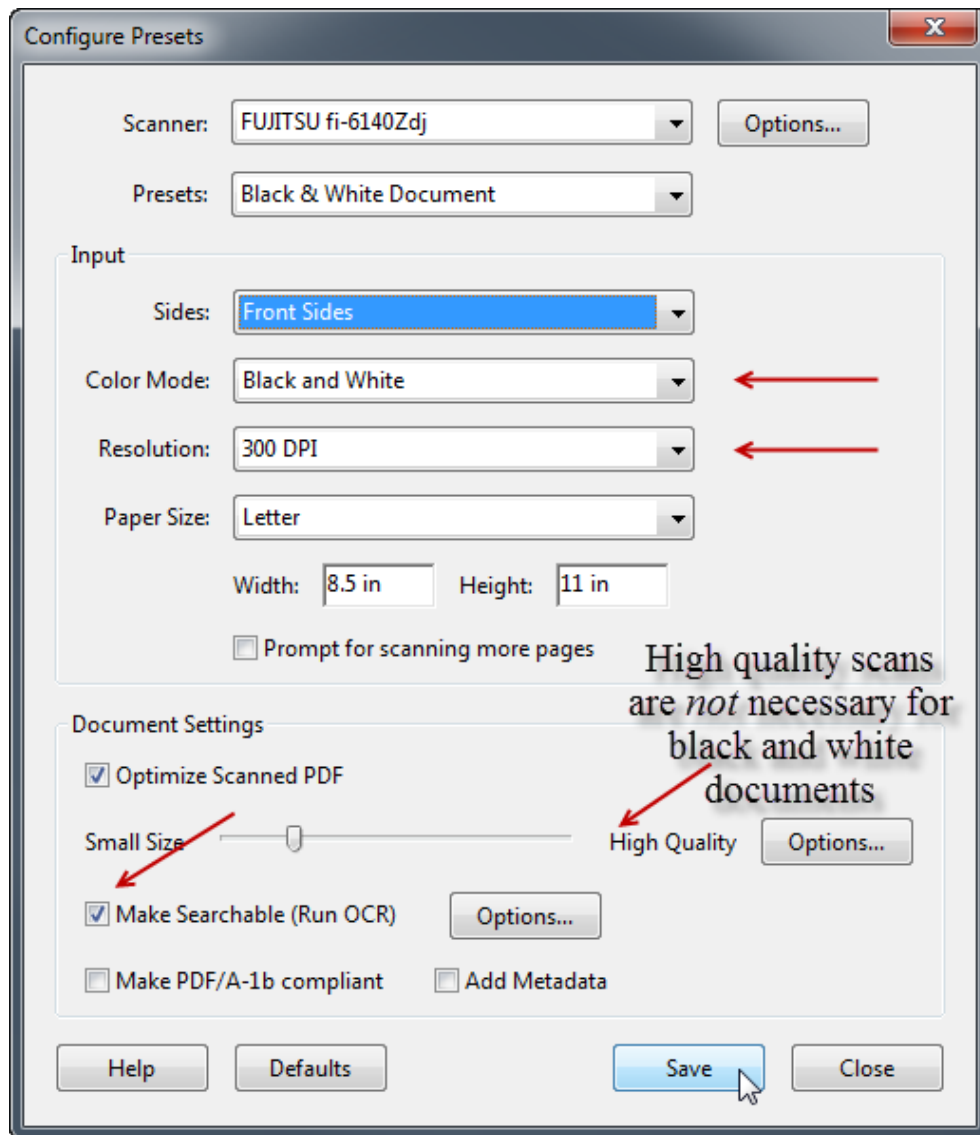 Configure Presets
Scanner: FUJITSU fi-6140Zdj Options...
Presets: Black & White Document
Input
Sides: Front Sides
Color Mode: Black and White
Resolution: 300 DPI
Paper Size: Letter
Width: 8.5 in Height: 11 in
Prompt for scanning more pages
High quality scans
are not necessary for
black and white
documents
Document Settings
Optimize Scanned PDF
Small Size High Quality Options...
Make Searchable (Run OCR) Options...
Make PDF/A-1b compliant Add Metadata
Help Defaults Save Close